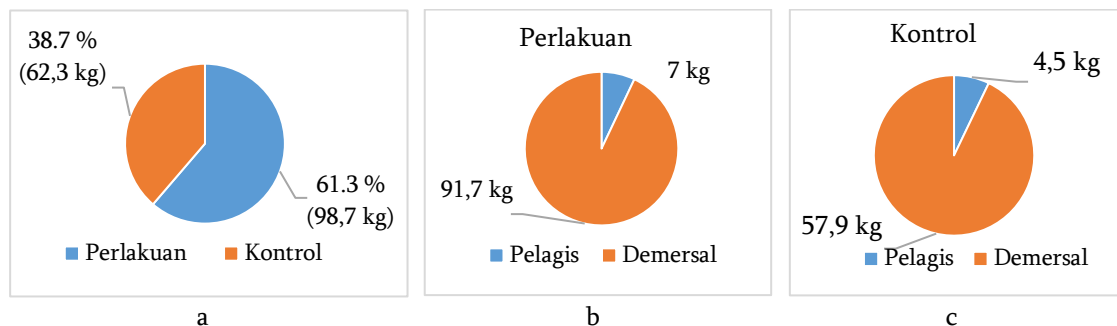 38.7 %
(62,3 kg)
61.3 %
(98,7 kg)
Perlakuan Kontrol
a
Perlakuan
7 kg
91,7 kg
Pelagis Demersal
b
Kontrol
4,5 kg
57,9 kg
Pelagis Demersal
c